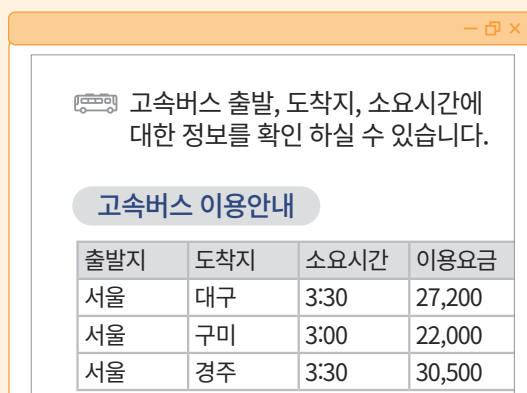 고속버스 출발, 도착지, 소요시간에
대한 정보를 확인 하실 수 있습니다.
고속버스 이용안내
출발지 도착지 소요시간 이용요금
서울 대구 3:30 27,200
서울 구미 3:00 22,000
서울 경주 3:30 30,500